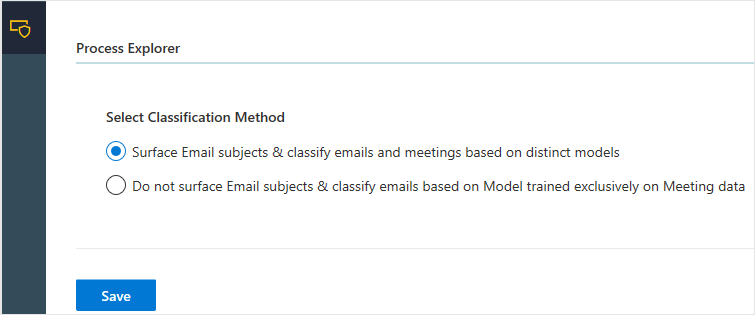 Process Explorer
Select Classification Method
Surface Email subjects & classify emails and meetings based on distinct models
Do not surface Email subjects & classify emails based on Model trained exclusively on Meeting data
Save